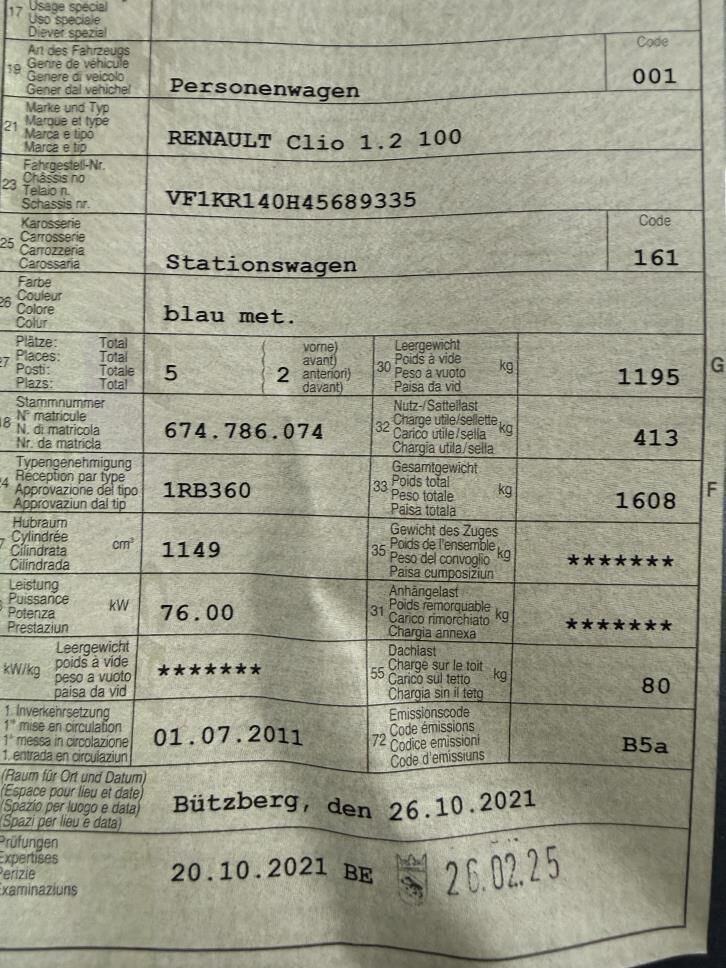 17 Usage spécial
Uso speciale
Diever spezial
19 Art des Fahrzeugs
Genre de véhicule
Genere di veicolo
Gener dal vehichel
Personenwagen
Code
001
21 Marke und Typ
Marque et type
Marca e tipo
Marca e tip
RENAULT Clio 1.2 100
23 Fahrgestell-Nr.
Châssis no
Telaio n.
Schassis nr.
VF1KR140H45689335
25 Karosserie
Carrosserie
Carrozzeria
Carossaria
Stationswagen
Code
161
26 Farbe
Couleur
Colore
Colur
blau met.
27 Plätze: Total
Places: Total
Posti: Totale
Plazs: Total
5
( 2 vorne)
( avant)
( anteriori)
( davant)
30 Leergewicht
Poids à vide
Peso a vuoto
Paisa da vid
kg
1195
G
18 Stammnummer
N° matricule
N. di matricola
Nr. da matricla
674.786.074
32 Nutz-/Sattellast
Charge utile/sellette
Carico utile/sella
Chargia utila/sella
kg
413
24 Typengenehmigung
Réception par type
Approvazione del tipo
Approvaziun dal tip
1RB360
33 Gesamtgewicht
Poids total
Peso totale
Paisa totala
kg
1608
F
7 Hubraum
Cylindrée
Cilindrata
Cilindrada
cm³
1149
35 Gewicht des Zuges
Poids de l'ensemble
Peso del convoglio
Paisa cumposiziun
kg
*******
Leistung
Puissance
Potenza
Prestaziun
kW
76.00
31 Anhängelast
Poids remorquable
Carico rimorchiato
Chargia annexa
kg
*******
kW/kg
Leergewicht
poids à vide
peso a vuoto
paisa da vid
*******
55 Dachlast
Charge sur le toit
Carico sul tetto
Chargia sin il tetg
kg
80
1. Inverkehrsetzung
1re mise en circulation
1a messa in circolazione
1. entrada en circulaziun
01.07.2011
72 Emissionscode
Code émissions
Codice emissioni
Code d'emissiuns
B5a
(Raum für Ort und Datum)
(Espace pour lieu et date)
(Spazio per luogo e data)
(Spazi per lieu e data)
Bützberg, den 26.10.2021
Prüfungen
Expertises
Perizie
Examinaziuns
20.10.2021 BE
26.02.25